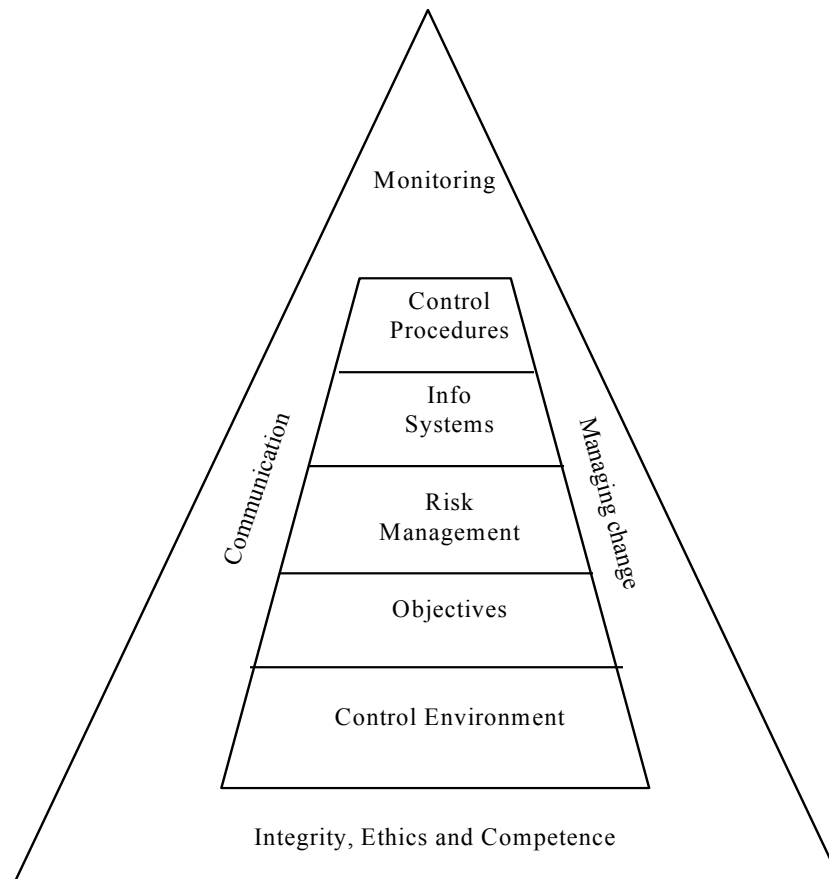 Monitoring
Control
Procedures
Info
Systems
Communication
Managing change
Risk
Management
Objectives
Control Environment
Integrity, Ethics and Competence